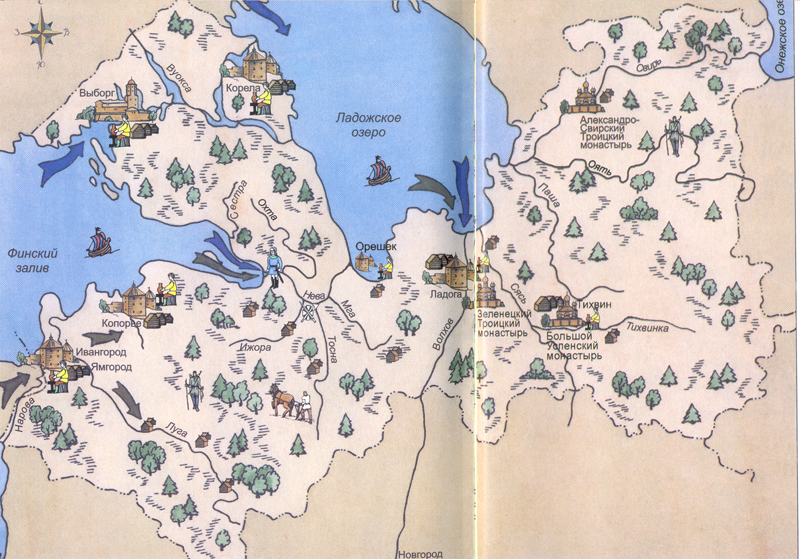 З
В
Ю
Выборг
Вуокса
Корела
Ладожское
озеро
Онежское озе
Свирь
Александро-
Свирский
Троицкий
монастырь
Оять
Паша
Сестра
Охта
Финский
залив
Орешек
Нева
Мга
Ладога
Сясь
Зеленецкий
Троицкий
монастырь
Тихвин
Тихвинка
Большой
Успенский
монастырь
Волхов
Копорье
Ижора
Тосна
Ивангород
Ямгород
Нарова
Луга
Новгород